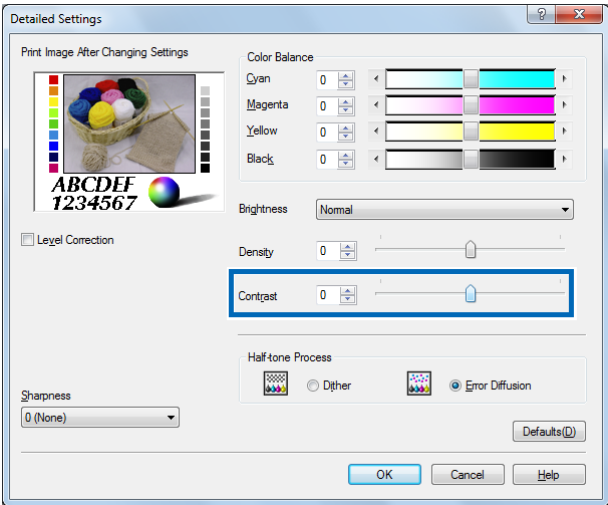 Detailed Settings
Print Image After Changing Settings
ABCDEF
1234567
Level Correction
Sharpness
0 (None)
Color Balance
Cyan 0
Magenta 0
Yellow 0
Black 0
Brightness Normal
Density 0
Contrast 0
Half-tone Process
Dither Error Diffusion
Defaults(D)
OK Cancel Help